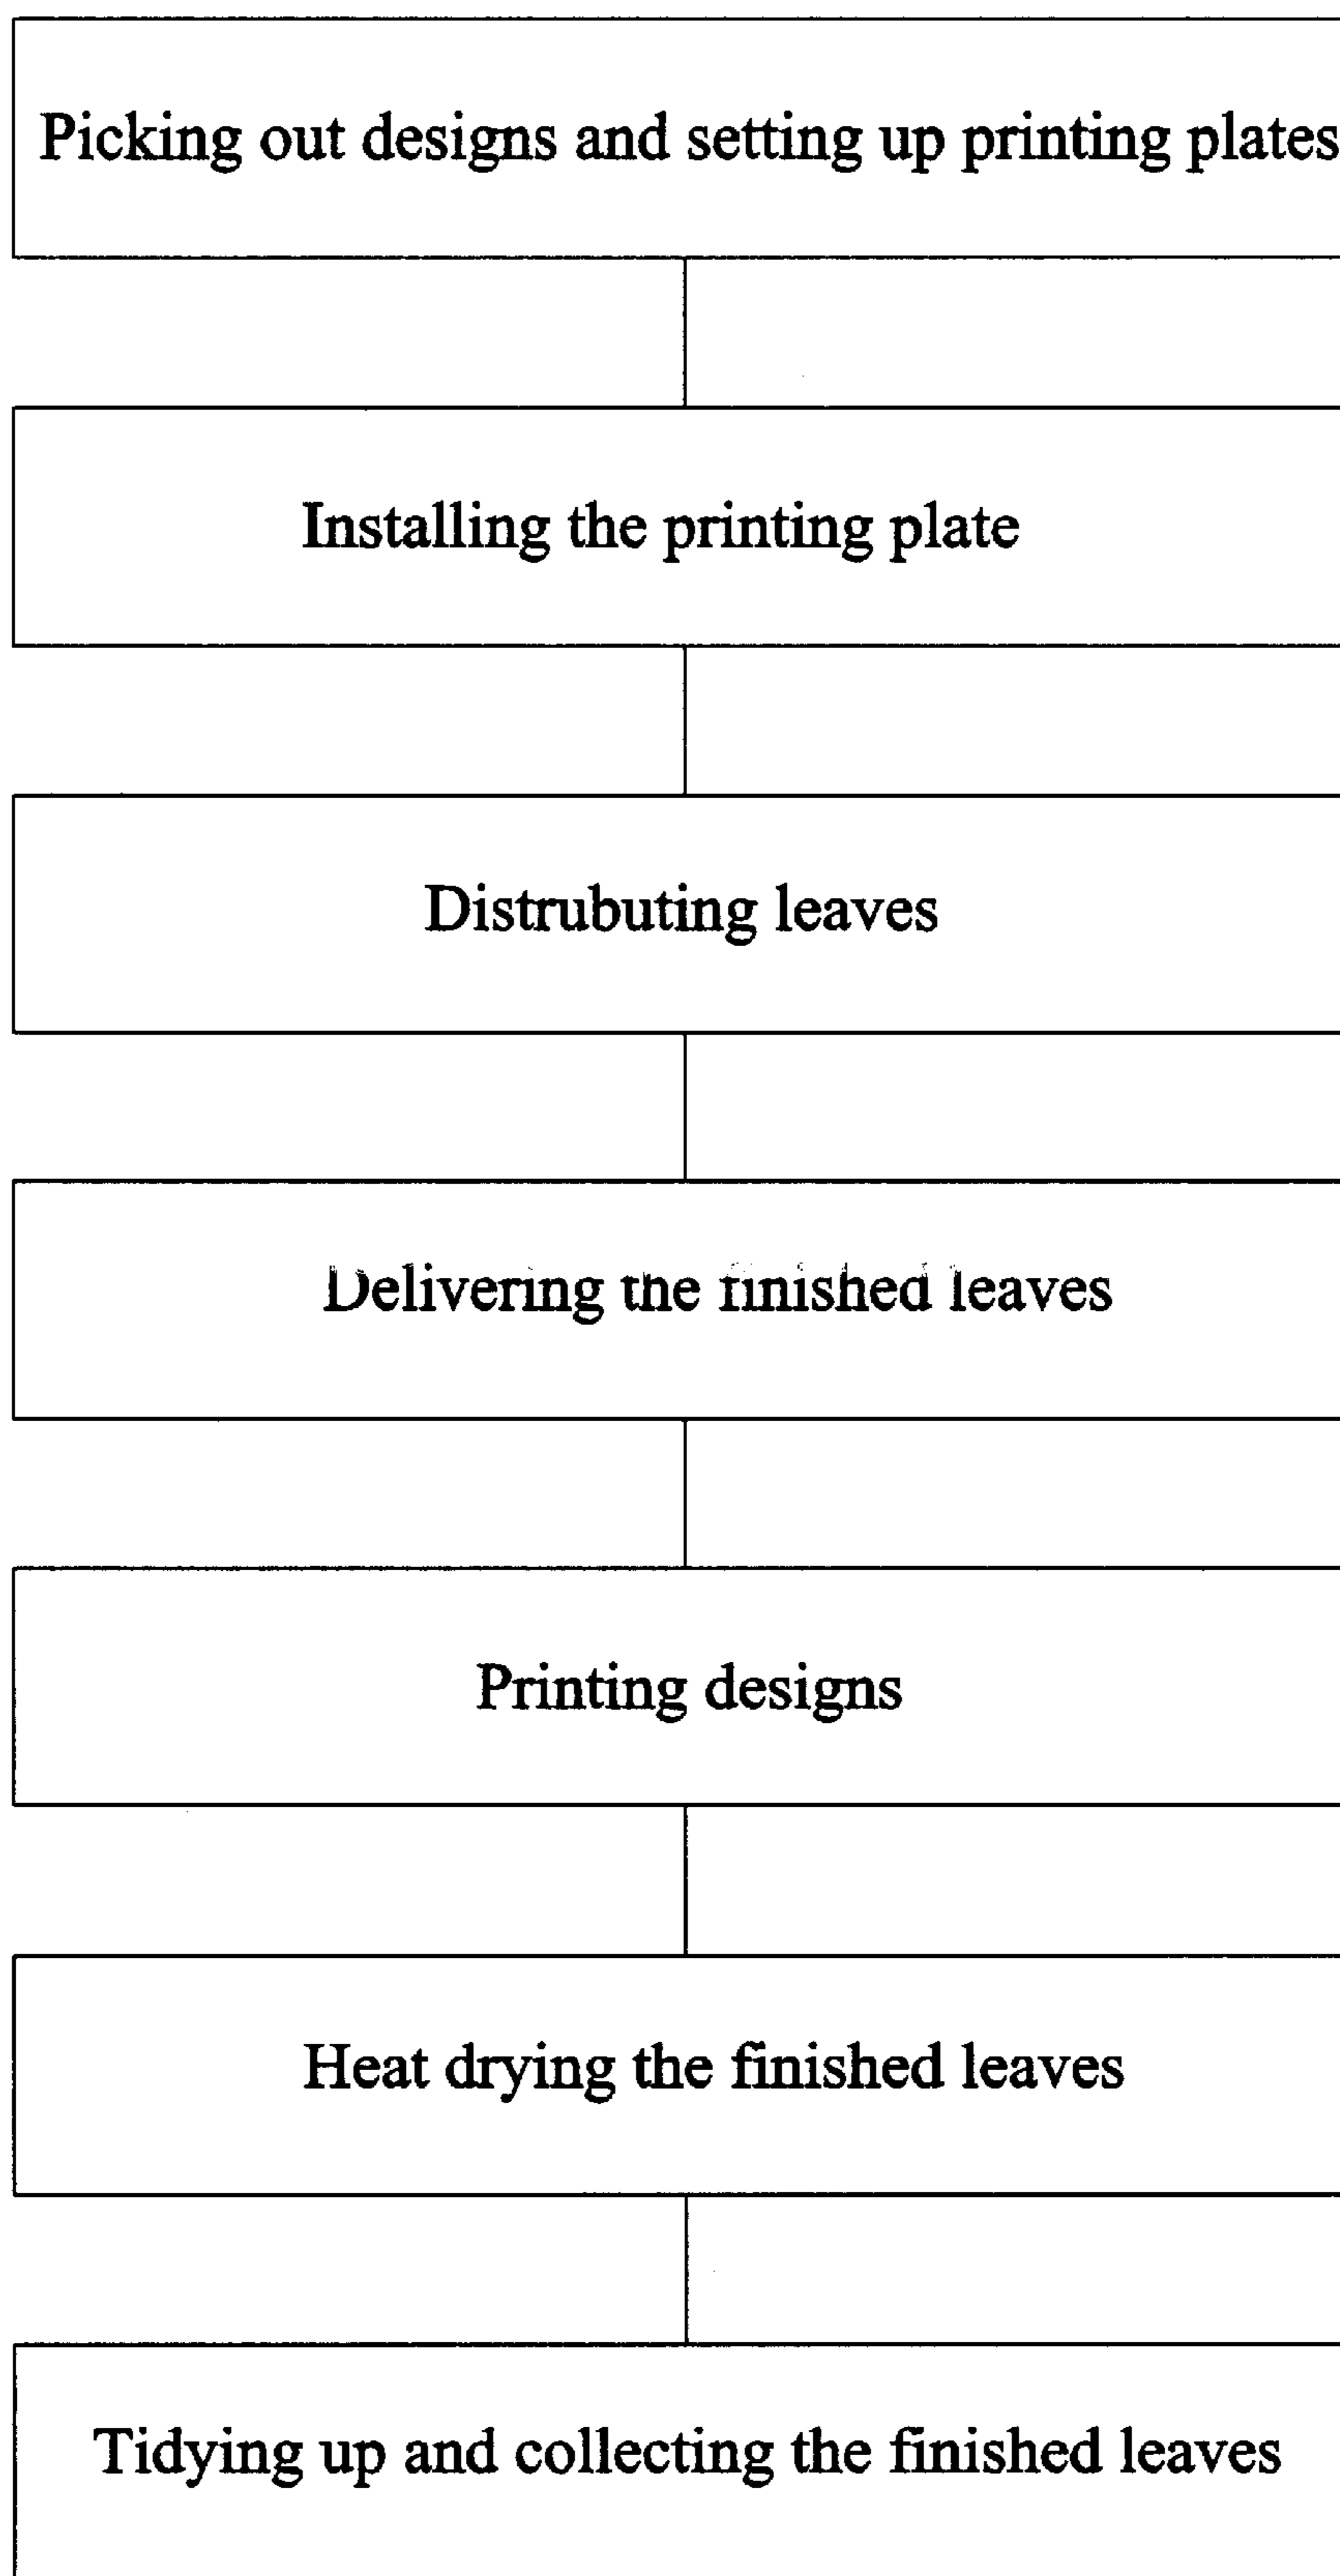 Picking out designs and setting up printing plates
Installing the printing plate
Distrubuting leaves
Delivering the finished leaves
Printing designs
Heat drying the finished leaves
Tidying up and collecting the finished leaves